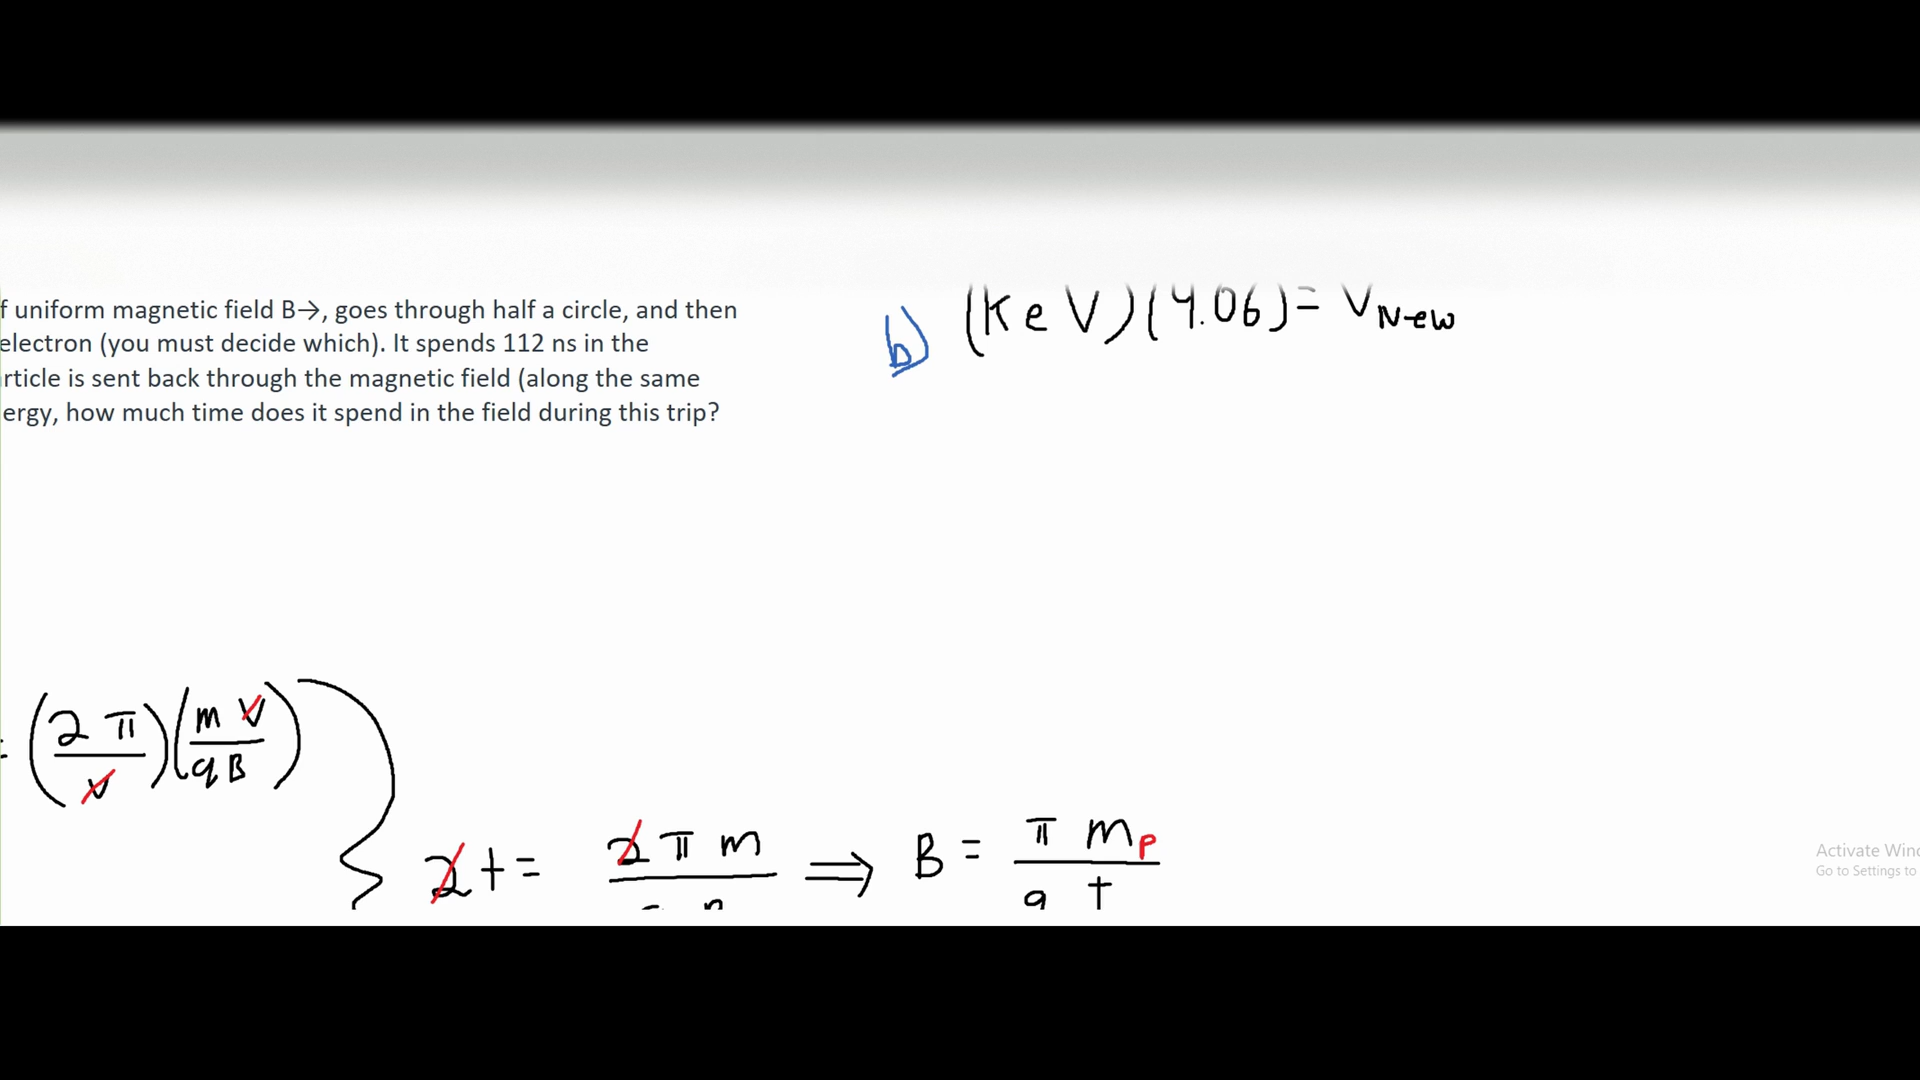 f uniform magnetic field B→, goes through half a circle, and then
electron (you must decide which). It spends 112 ns in the
rticle is sent back through the magnetic field (along the same
ergy, how much time does it spend in the field during this trip?
b) (KeV)(4.06) = V New
= (2π/v)(mv/qB)
2t = 2πm ⇒ B = π m P / q t
Activate Wind
Go to Settings to